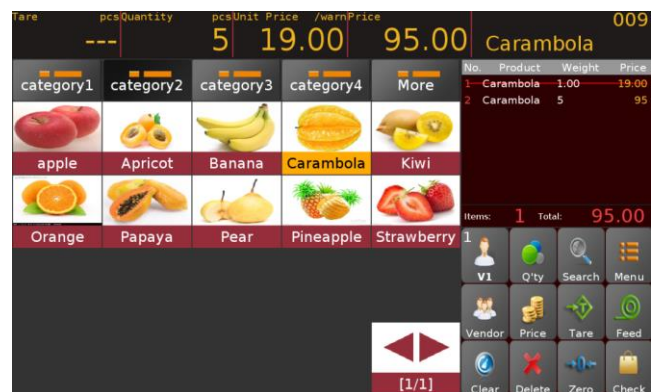 Tare pcs Quantity pcs Unit Price /warn Price 009
--- 5 19.00 95.00 Carambola
No. Product Weight Price
1 Carambola 1.00 19.00
2 Carambola 5 95
category1 category2 category3 category4 More
apple Apricot Banana Carambola Kiwi
Orange Papaya Pear Pineapple Strawberry
Items: 1 Total: 95.00
1
V1 Q'ty Search Menu
Vendor Price Tare Feed
Clear Delete Zero Check
[1/1]